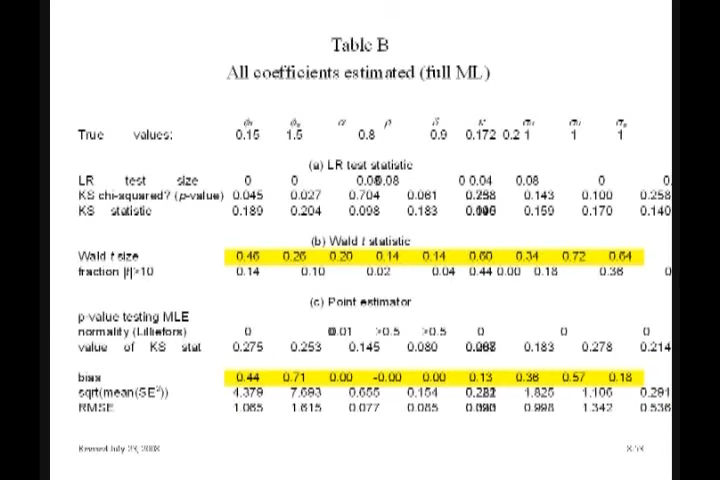 Table B
All coefficients estimated (full ML)
True values: 0.15 1.5 0.8 0.9 0.172 0.2 1 1 1
(a) LR test statistic
LR test size 0 0 0.08 0 0.04 0.08 0 0.
KS chi-squared? (p-value) 0.045 0.027 0.704 0.061 0.143 0.100 0.258
KS statistic 0.189 0.204 0.098 0.183 0.159 0.170 0.140
(b) Wald t statistic
Wald t size 0.46 0.26 0.20 0.14 0.14 0.60 0.34 0.72 0.64
fraction |t|>10 0.14 0.10 0.02 0.04 0.44 0.00 0.18 0.36 0
(c) Point estimator
p-value testing MLE
normality (Lilliefors) 0 0.01 >0.5 >0.5 0 0 0
value of KS stat 0.275 0.253 0.145 0.080 0.183 0.278 0.214
bias 0.44 0.71 0.00 -0.00 0.00 0.13 0.36 0.57 0.18
sqrt(mean(SE²)) 4.379 7.693 0.655 0.154 1.825 1.106 0.291
RMSE 1.065 1.615 0.077 0.085 0.998 1.342 0.536